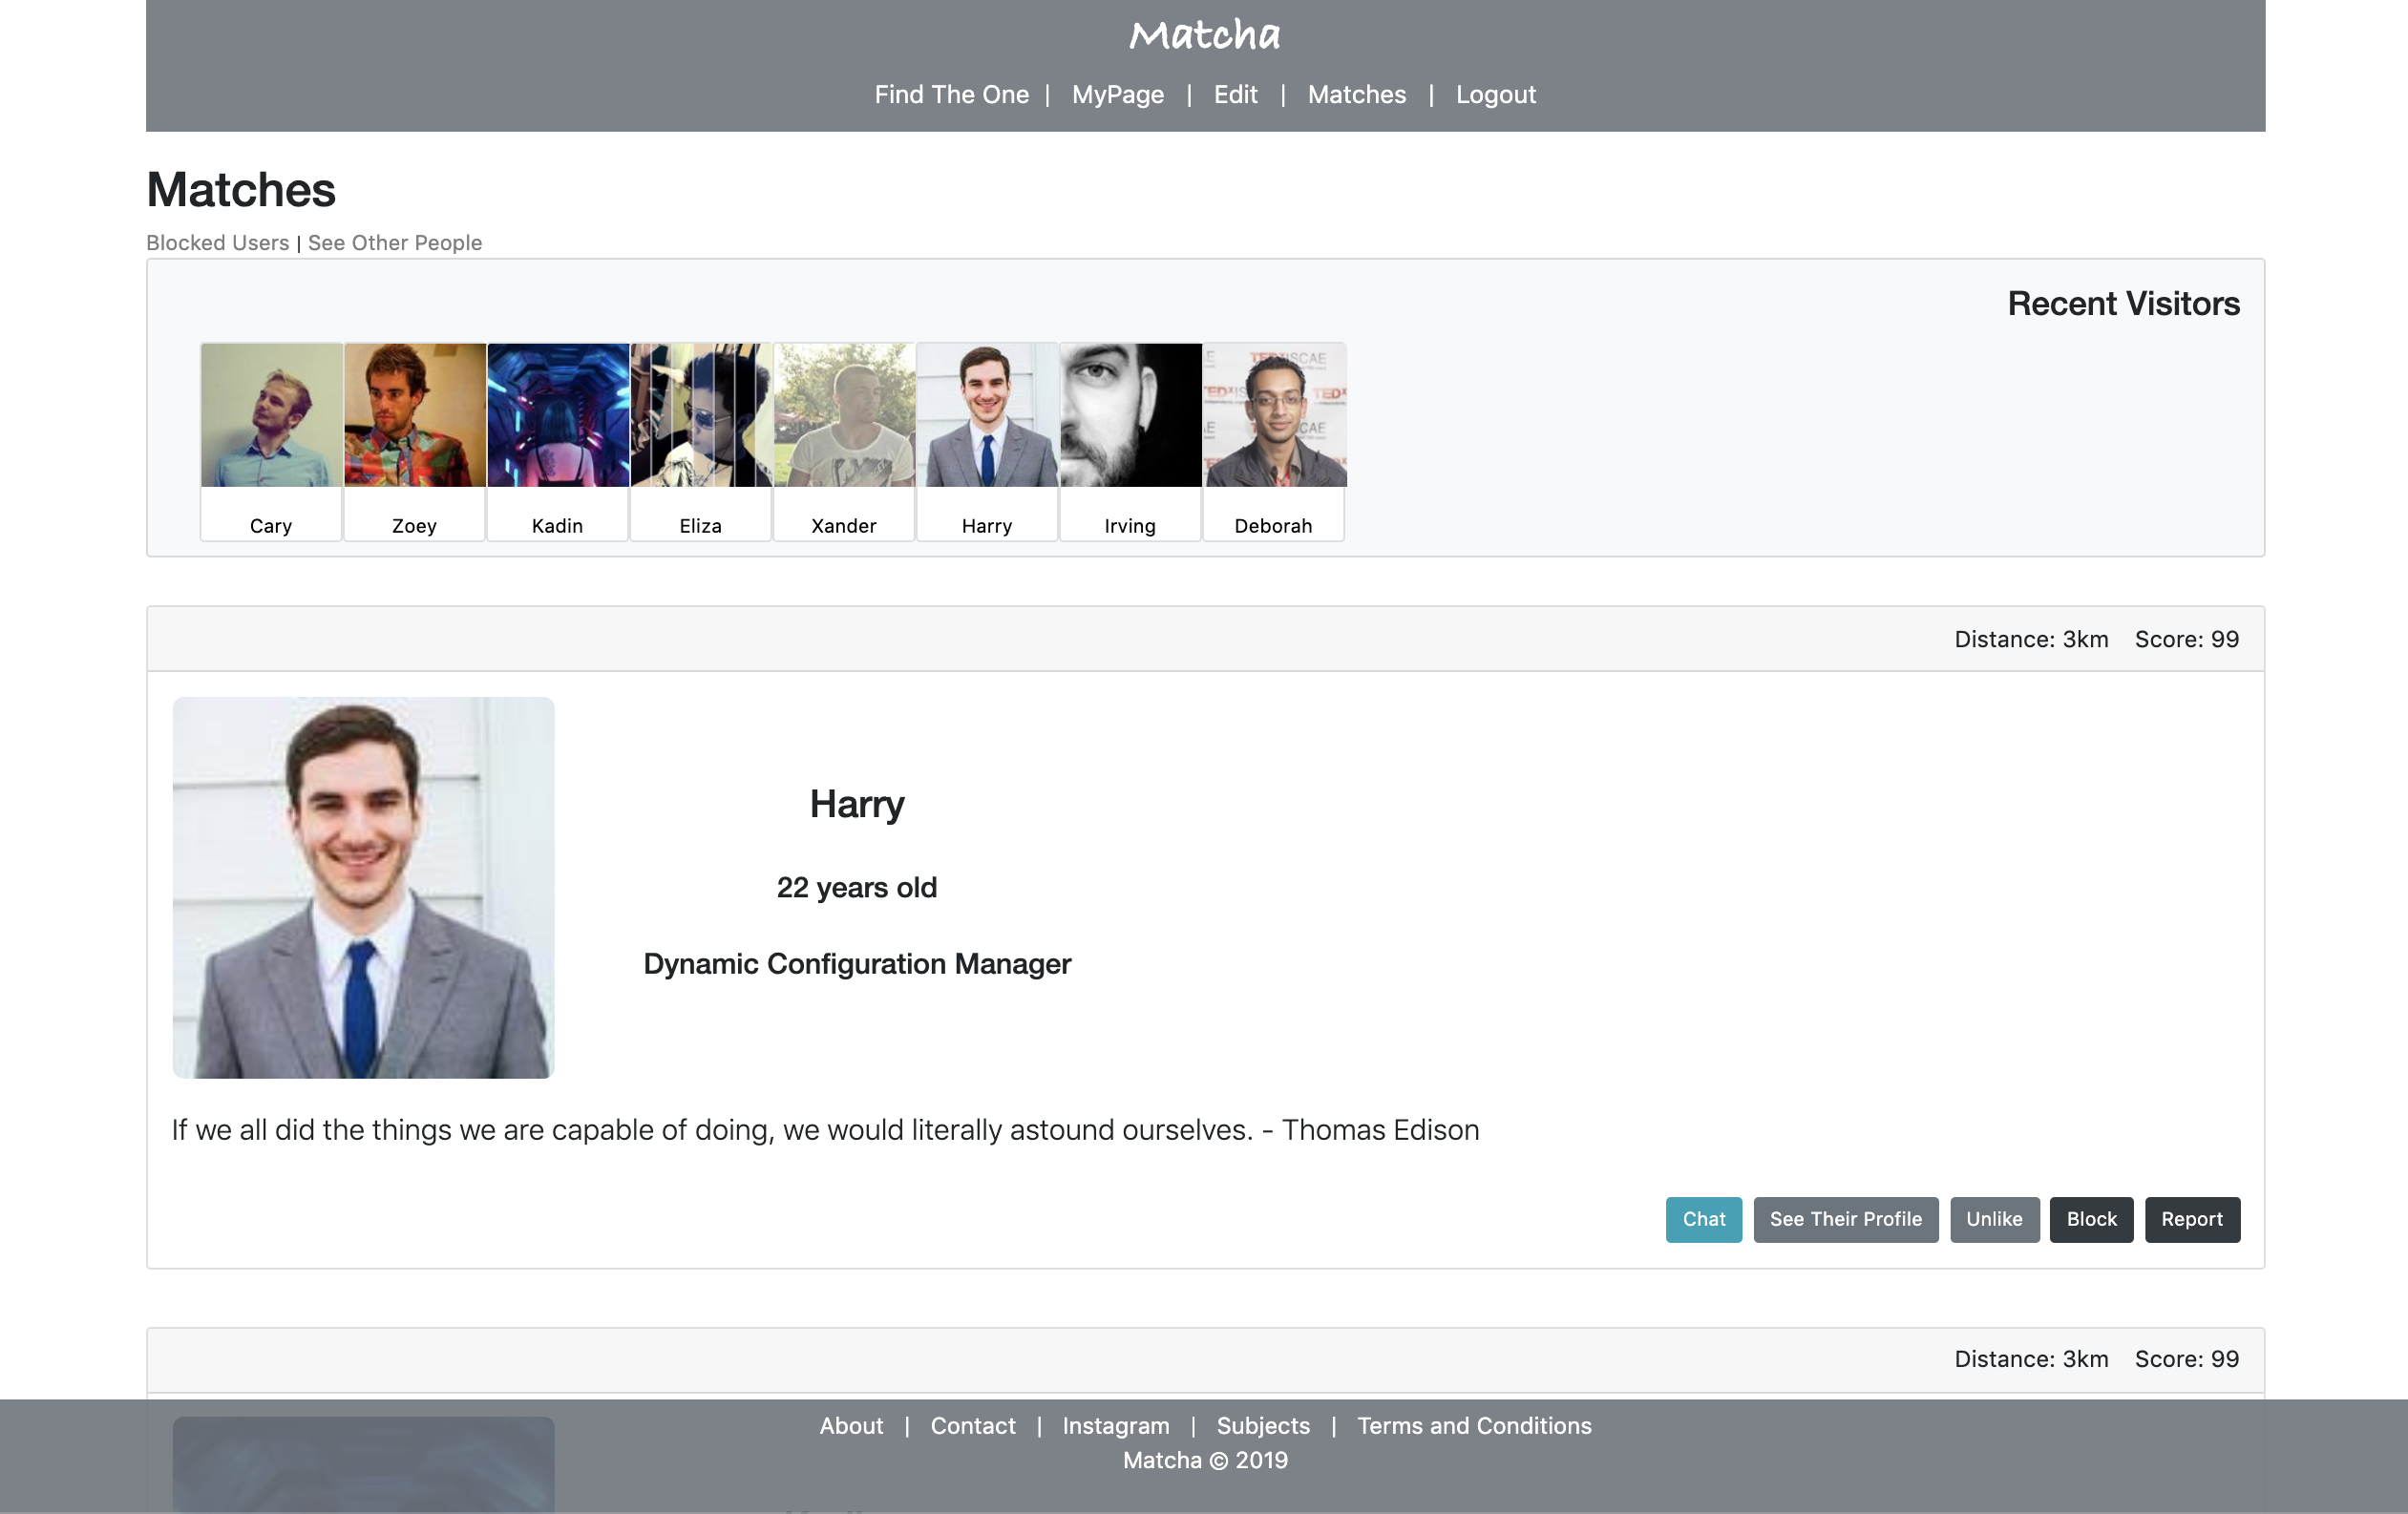 Matcha
Find The One | MyPage | Edit | Matches | Logout
Matches
Blocked Users | See Other People
Recent Visitors
TEDxISCAE
TEDx
Cary
Zoey
Kadin
Eliza
Xander
Harry
Irving
Deborah
Distance: 3km Score: 99
Harry
22 years old
Dynamic Configuration Manager
If we all did the things we are capable of doing, we would literally astound ourselves. - Thomas Edison
Chat
See Their Profile
Unlike
Block
Report
Distance: 3km Score: 99
About | Contact | Instagram | Subjects | Terms and Conditions
Matcha © 2019